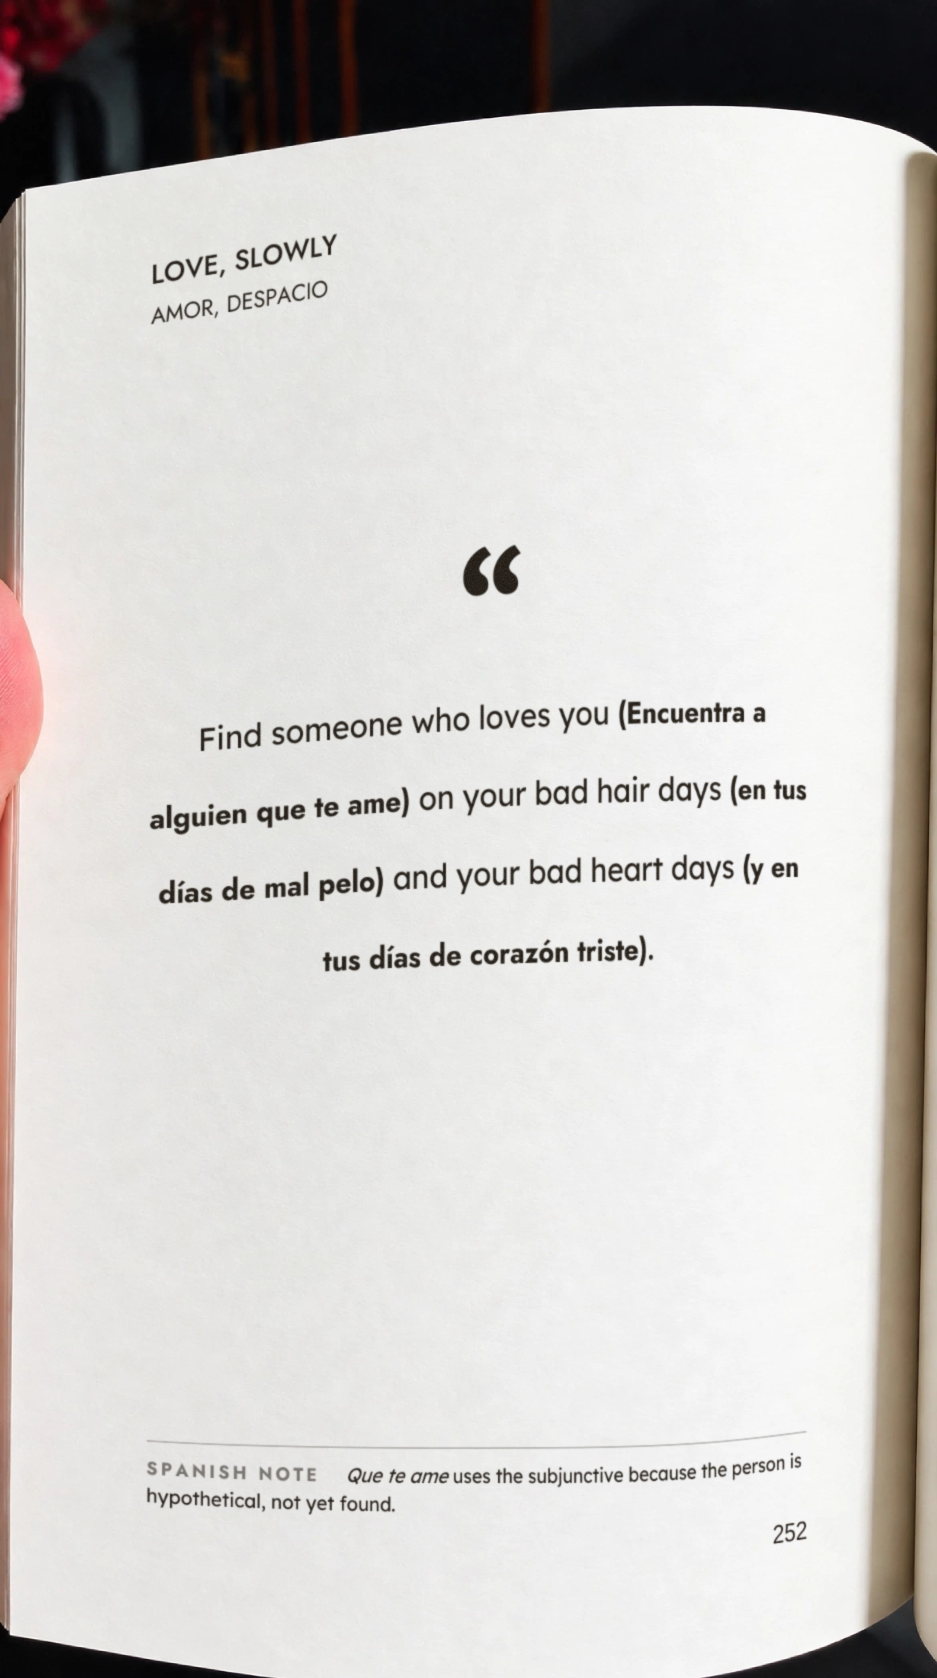 LOVE, SLOWLY
AMOR, DESPACIO
“
Find someone who loves you (Encuentra a
alguien que te ame) on your bad hair days (en tus
días de mal pelo) and your bad heart days (y en
tus días de corazón triste).
SPANISH NOTE Que te ame uses the subjunctive because the person is
hypothetical, not yet found.
252